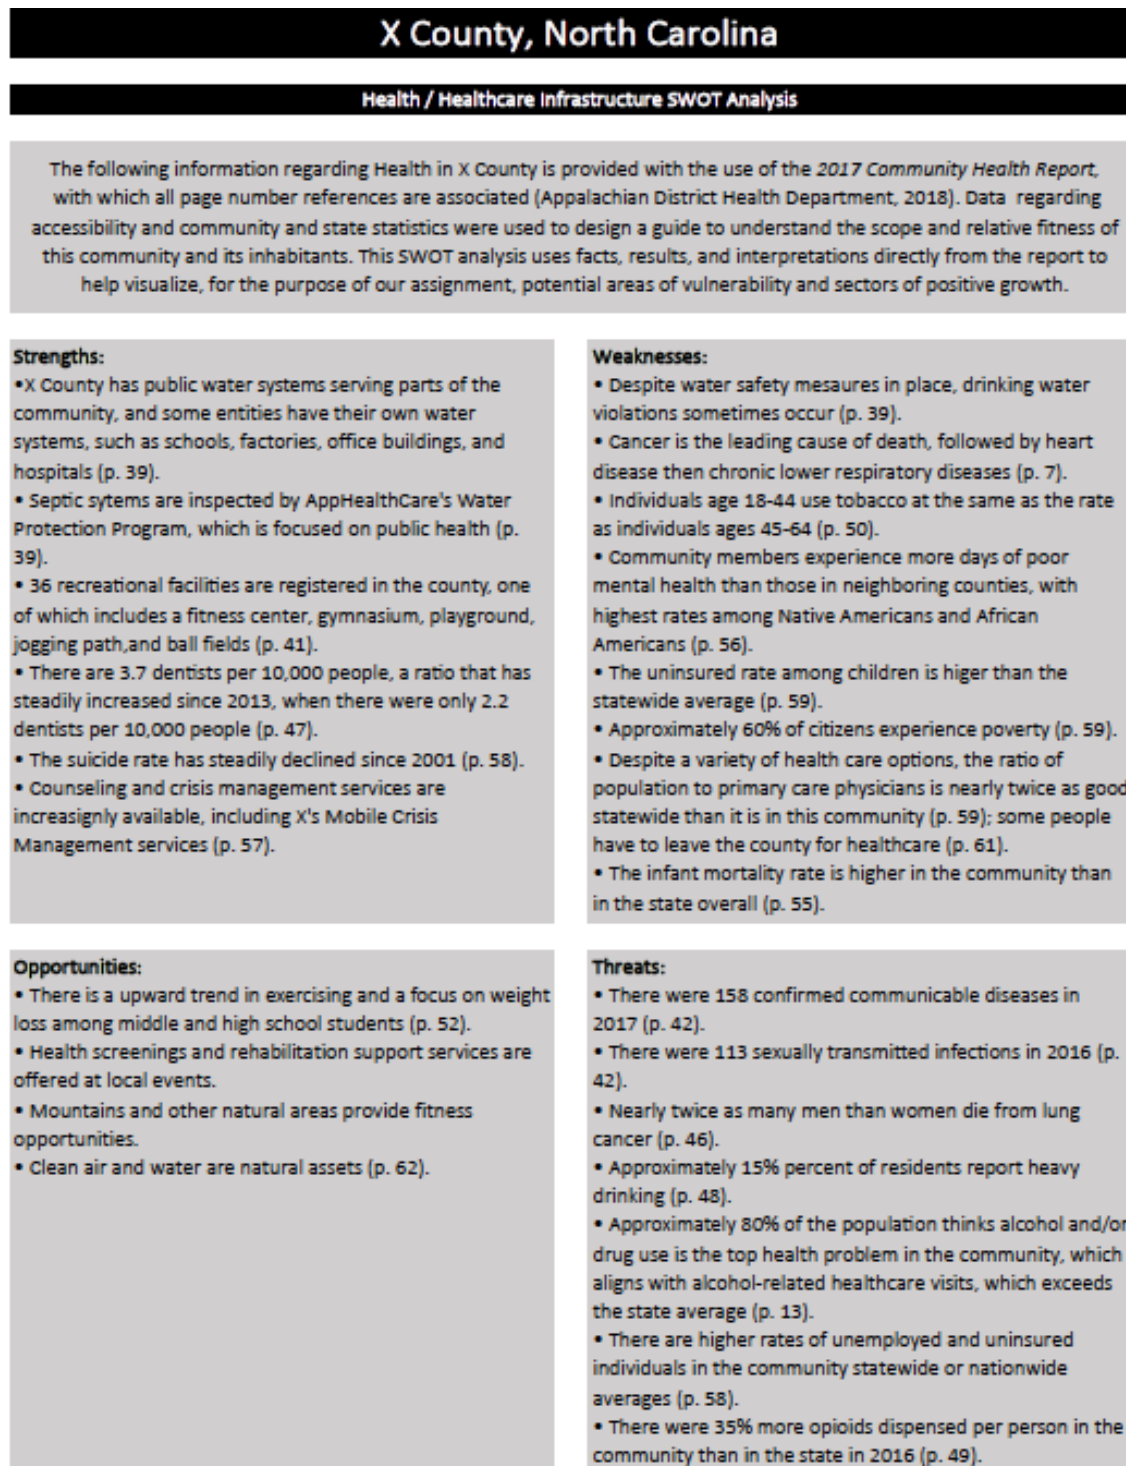 X County, North Carolina
Health / Healthcare Infrastructure SWOT Analysis
The following information regarding Health in X County is provided with the use of the 2017 Community Health Report,
with which all page number references are associated (Appalachian District Health Department, 2018). Data regarding
accessibility and community and state statistics were used to design a guide to understand the scope and relative fitness of
this community and its inhabitants. This SWOT analysis uses facts, results, and interpretations directly from the report to
help visualize, for the purpose of our assignment, potential areas of vulnerability and sectors of positive growth.
Strengths:
•X County has public water systems serving parts of the
community, and some entities have their own water
systems, such as schools, factories, office buildings, and
hospitals (p. 39).
• Septic sytems are inspected by AppHealthCare's Water
Protection Program, which is focused on public health (p.
39).
• 36 recreational facilities are registered in the county, one
of which includes a fitness center, gymnasium, playground,
jogging path,and ball fields (p. 41).
• There are 3.7 dentists per 10,000 people, a ratio that has
steadily increased since 2013, when there were only 2.2
dentists per 10,000 people (p. 47).
• The suicide rate has steadily declined since 2001 (p. 58).
• Counseling and crisis management services are
increasignly available, including X's Mobile Crisis
Management services (p. 57).
Weaknesses:
• Despite water safety mesaures in place, drinking water
violations sometimes occur (p. 39).
• Cancer is the leading cause of death, followed by heart
disease then chronic lower respiratory diseases (p. 7).
• Individuals age 18-44 use tobacco at the same as the rate
as individuals ages 45-64 (p. 50).
• Community members experience more days of poor
mental health than those in neighboring counties, with
highest rates among Native Americans and African
Americans (p. 56).
• The uninsured rate among children is higer than the
statewide average (p. 59).
• Approximately 60% of citizens experience poverty (p. 59).
• Despite a variety of health care options, the ratio of
population to primary care physicians is nearly twice as good
statewide than it is in this community (p. 59); some people
have to leave the county for healthcare (p. 61).
• The infant mortality rate is higher in the community than
in the state overall (p. 55).
Opportunities:
• There is a upward trend in exercising and a focus on weight
loss among middle and high school students (p. 52).
• Health screenings and rehabilitation support services are
offered at local events.
• Mountains and other natural areas provide fitness
opportunities.
• Clean air and water are natural assets (p. 62).
Threats:
• There were 158 confirmed communicable diseases in
2017 (p. 42).
• There were 113 sexually transmitted infections in 2016 (p.
42).
• Nearly twice as many men than women die from lung
cancer (p. 46).
• Approximately 15% percent of residents report heavy
drinking (p. 48).
• Approximately 80% of the population thinks alcohol and/or
drug use is the top health problem in the community, which
aligns with alcohol-related healthcare visits, which exceeds
the state average (p. 13).
• There are higher rates of unemployed and uninsured
individuals in the community statewide or nationwide
averages (p. 58).
• There were 35% more opioids dispensed per person in the
community than in the state in 2016 (p. 49).